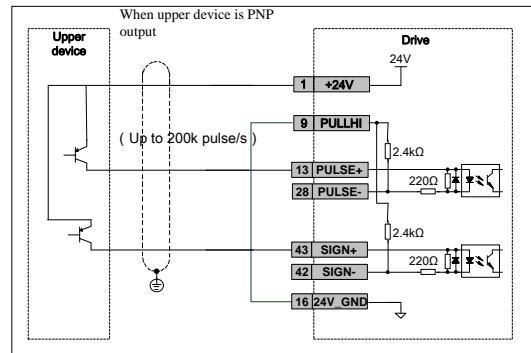 When upper device is PNP
output
Upper
device
Drive
24V
1 +24V
9 PULLHI
( Up to 200k pulse/s )
2.4kΩ
13 PULSE+
220Ω
28 PULSE-
2.4kΩ
43 SIGN+
220Ω
42 SIGN-
16 24V_GND